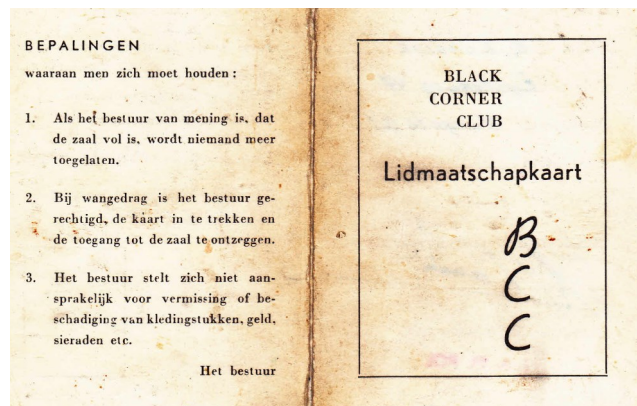 BEPALINGEN
waaraan men zich moet houden :
1. Als het bestuur van mening is, dat
de zaal vol is, wordt niemand meer
toegelaten.
2. Bij wangedrag is het bestuur ge-
rechtigd, de kaart in te trekken en
de toegang tot de zaal te ontzeggen.
3. Het bestuur stelt zich niet aan-
sprakelijk voor vermissing of be-
schadiging van kledingstukken, geld,
sieraden etc.
Het bestuur
BLACK
CORNER
CLUB
Lidmaatschapkaart
B
C
C